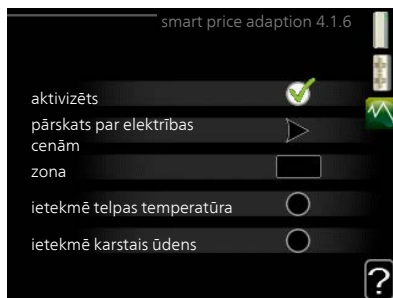 smart price adaption 4.1.6
aktivizēts
pārskats par elektrības
cenām
zona
ietekmē telpas temperatūra
ietekmē karstais ūdens
?